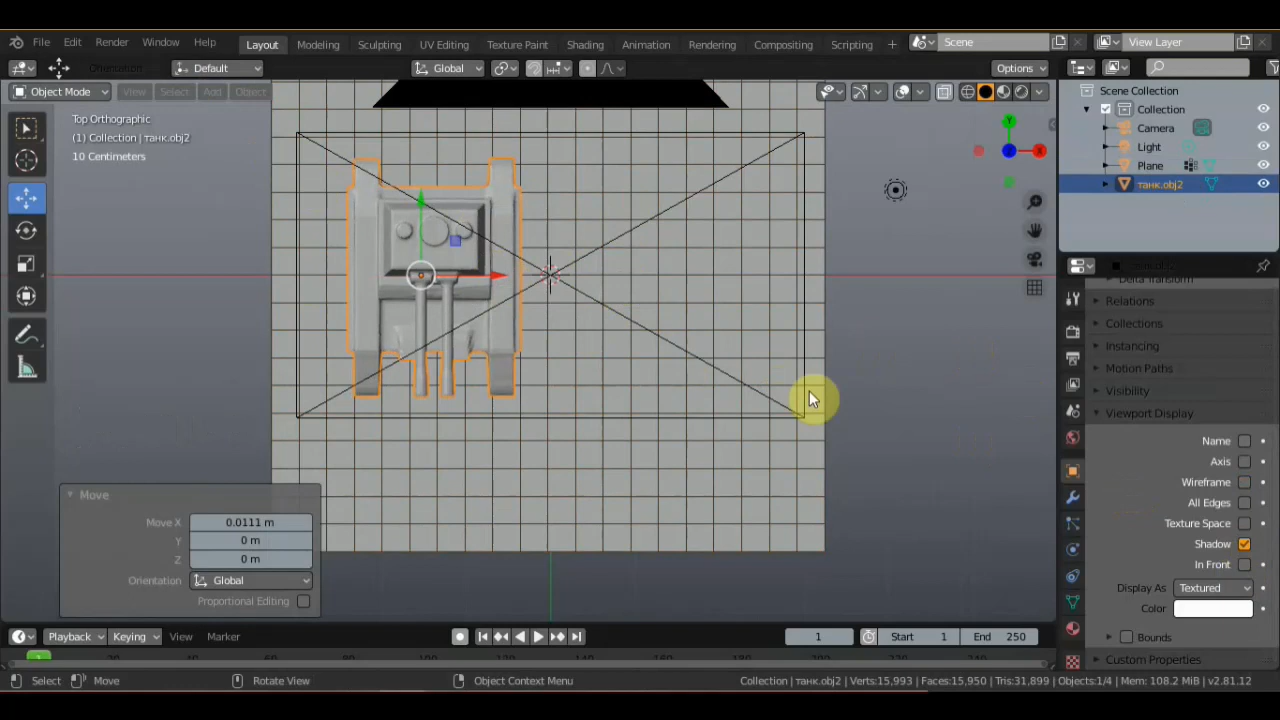 File Edit Render Window Help Layout Modeling Sculpting UV Editing Texture Paint Shading Animation Rendering Compositing Scripting + Scene View Layer
Orientation Default Global Options
Object Mode View Select Add Object
Top Orthographic
(1) Collection | танк.obj2
10 Centimeters
Y
X
Z
Scene Collection
Collection
Camera
Light
Plane
танк.obj2
Relations
Collections
Instancing
Motion Paths
Visibility
Viewport Display
Name
Axis
Wireframe
All Edges
Texture Space
Shadow
In Front
Display As Textured
Color
Bounds
Custom Properties
Move
Move X 0.0111 m
Y 0 m
Z 0 m
Orientation Global
Proportional Editing
Playback Keying View Marker 1 Start 1 End 250
1
Select Move Rotate View Object Context Menu Collection | танк.obj2 | Verts:15,993 | Faces:15,950 | Tris:31,899 | Objects:1/4 | Mem: 108.2 MiB | v2.81.12